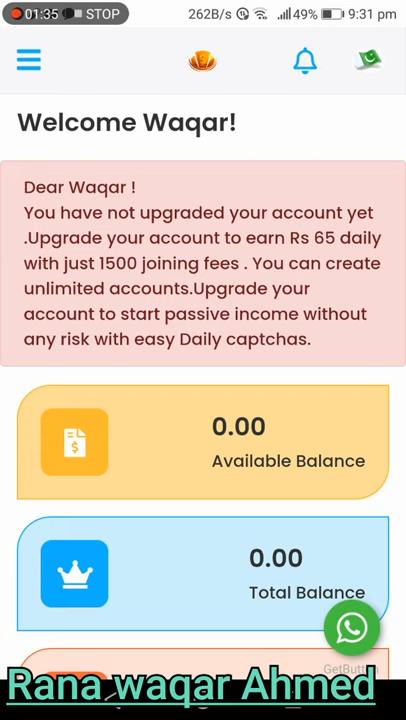 01:35 STOP 262B/s 49% 9:31 pm
Welcome Waqar!
Dear Waqar !
You have not upgraded your account yet
.Upgrade your account to earn Rs 65 daily
with just 1500 joining fees . You can create
unlimited accounts.Upgrade your
account to start passive income without
any risk with easy Daily captchas.
0.00
Available Balance
0.00
Total Balance
GetButton
Rana waqar Ahmed